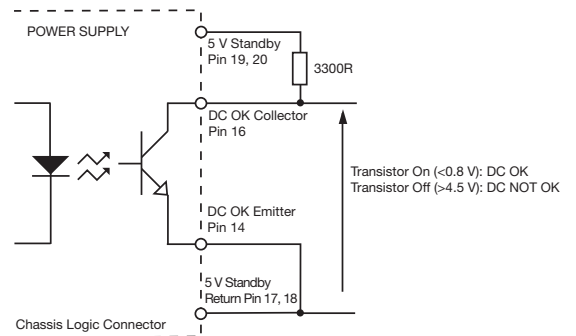 POWER SUPPLY
5 V Standby
Pin 19, 20
3300R
DC OK Collector
Pin 16
Transistor On (<0.8 V): DC OK
Transistor Off (>4.5 V): DC NOT OK
DC OK Emitter
Pin 14
5 V Standby
Return Pin 17, 18
Chassis Logic Connector